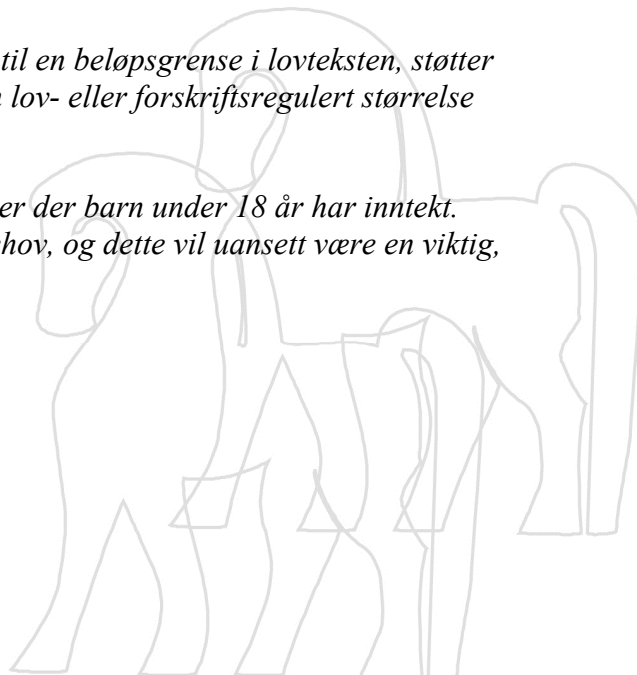 til en beløpsgrense i lovteksten, støtter
lov- eller forskriftsregulert størrelse
er der barn under 18 år har inntekt.
hov, og dette vil uansett være en viktig,